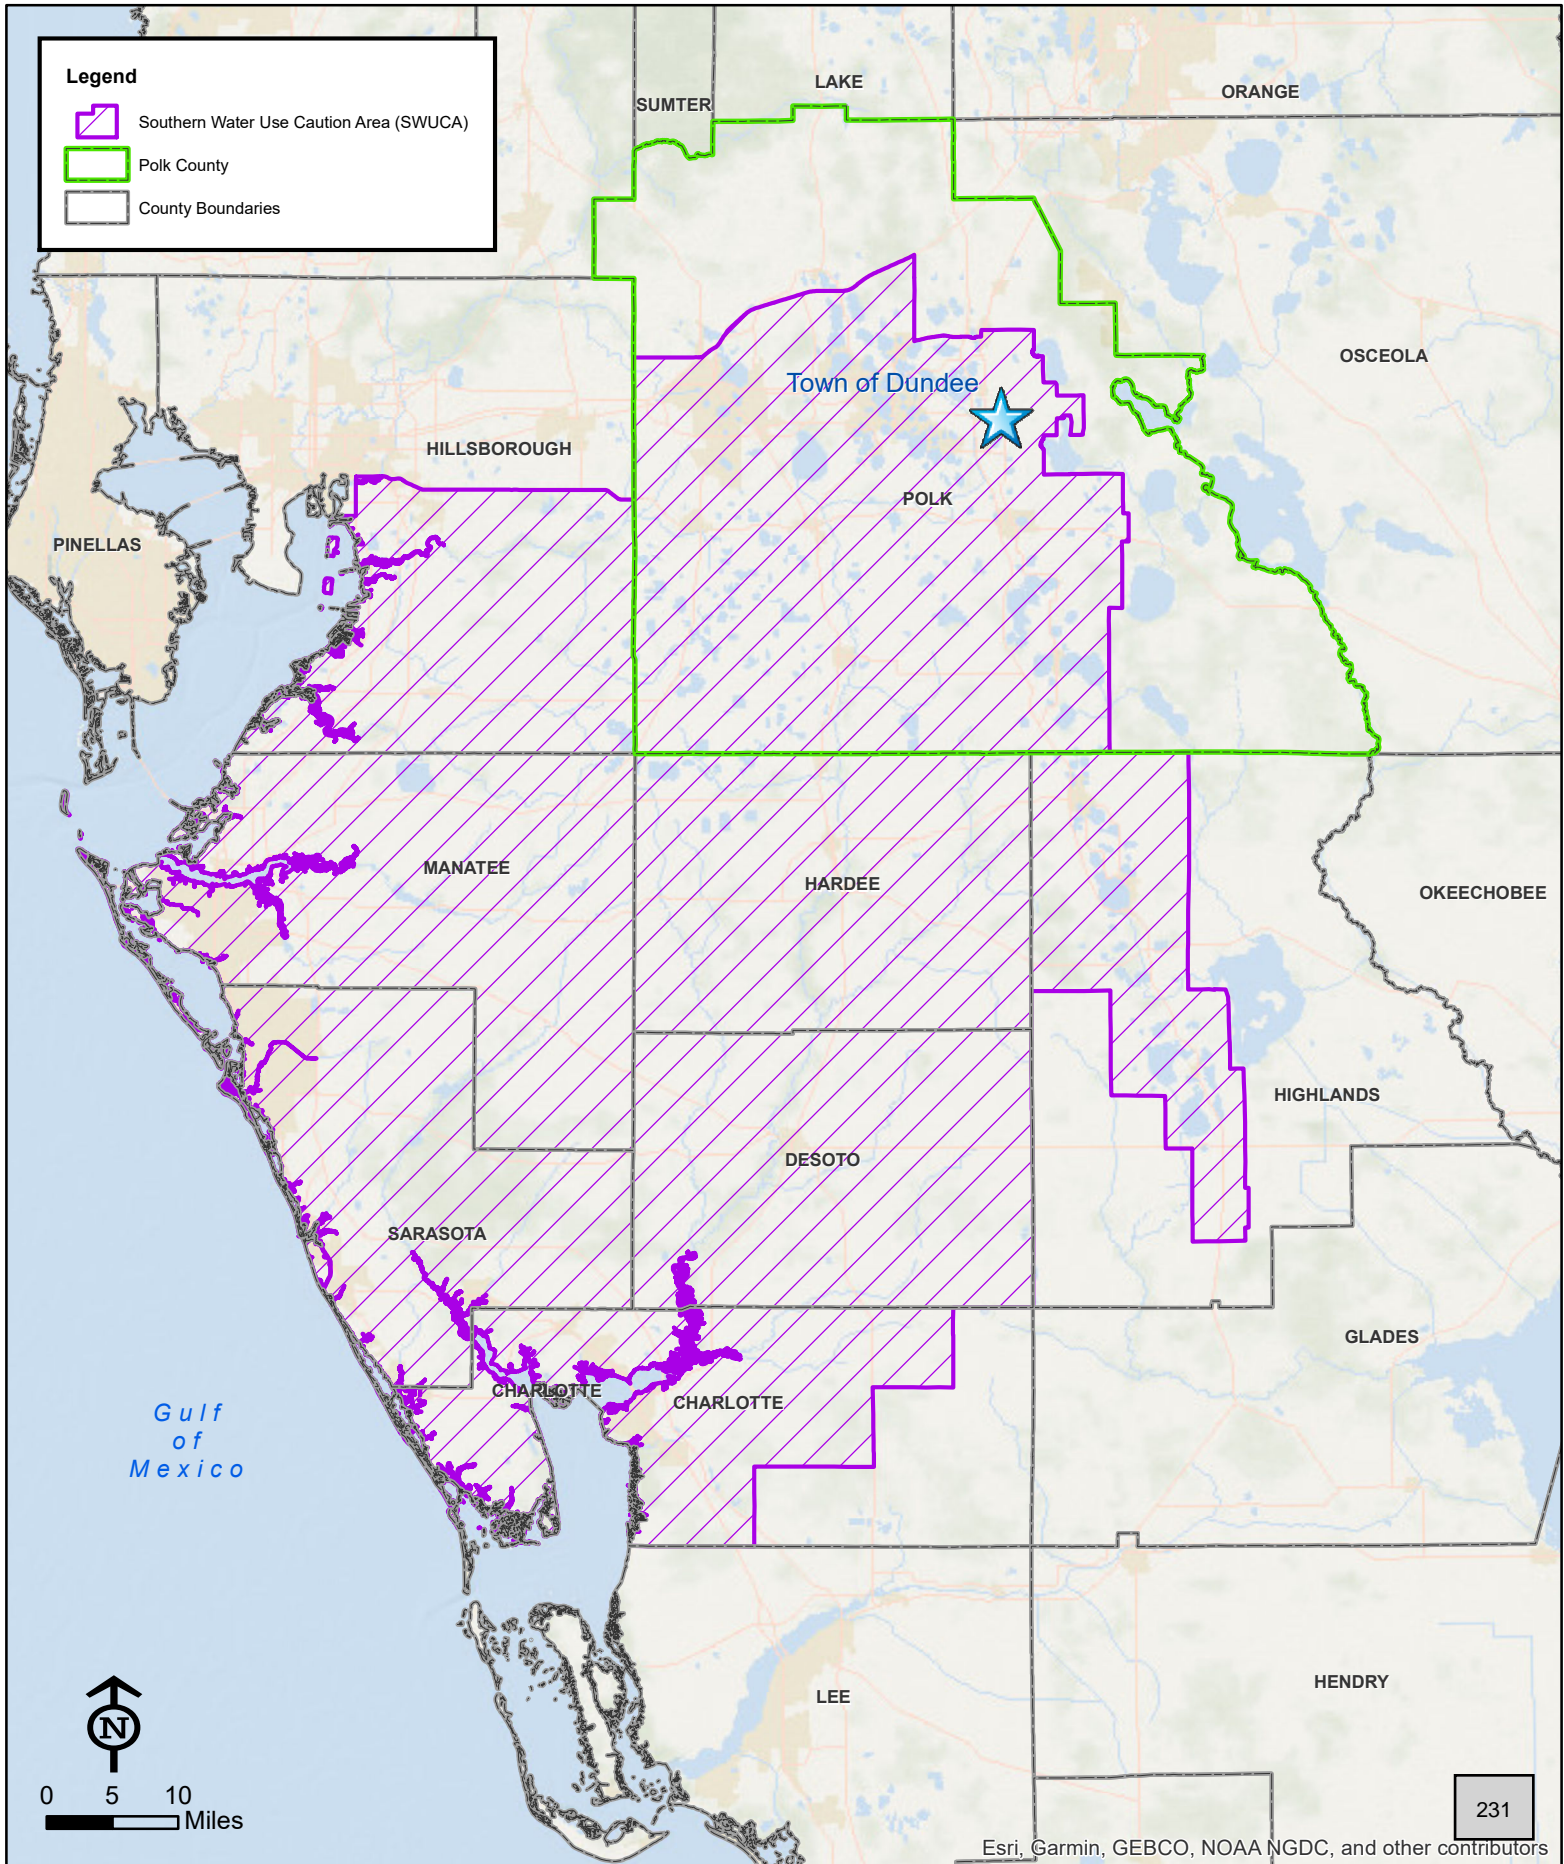 Legend
Southern Water Use Caution Area (SWUCA)
Polk County
County Boundaries
SUMTER
LAKE
ORANGE
OSCEOLA
Town of Dundee
HILLSBOROUGH
POLK
PINELLAS
MANATEE
HARDEE
OKEECHOBEE
HIGHLANDS
DESOTO
SARASOTA
GLADES
CHARLOTTE
CHARLOTTE
Gulf
of
Mexico
LEE
HENDRY
N
0 5 10
Miles
231
Esri, Garmin, GEBCO, NOAA NGDC, and other contributors